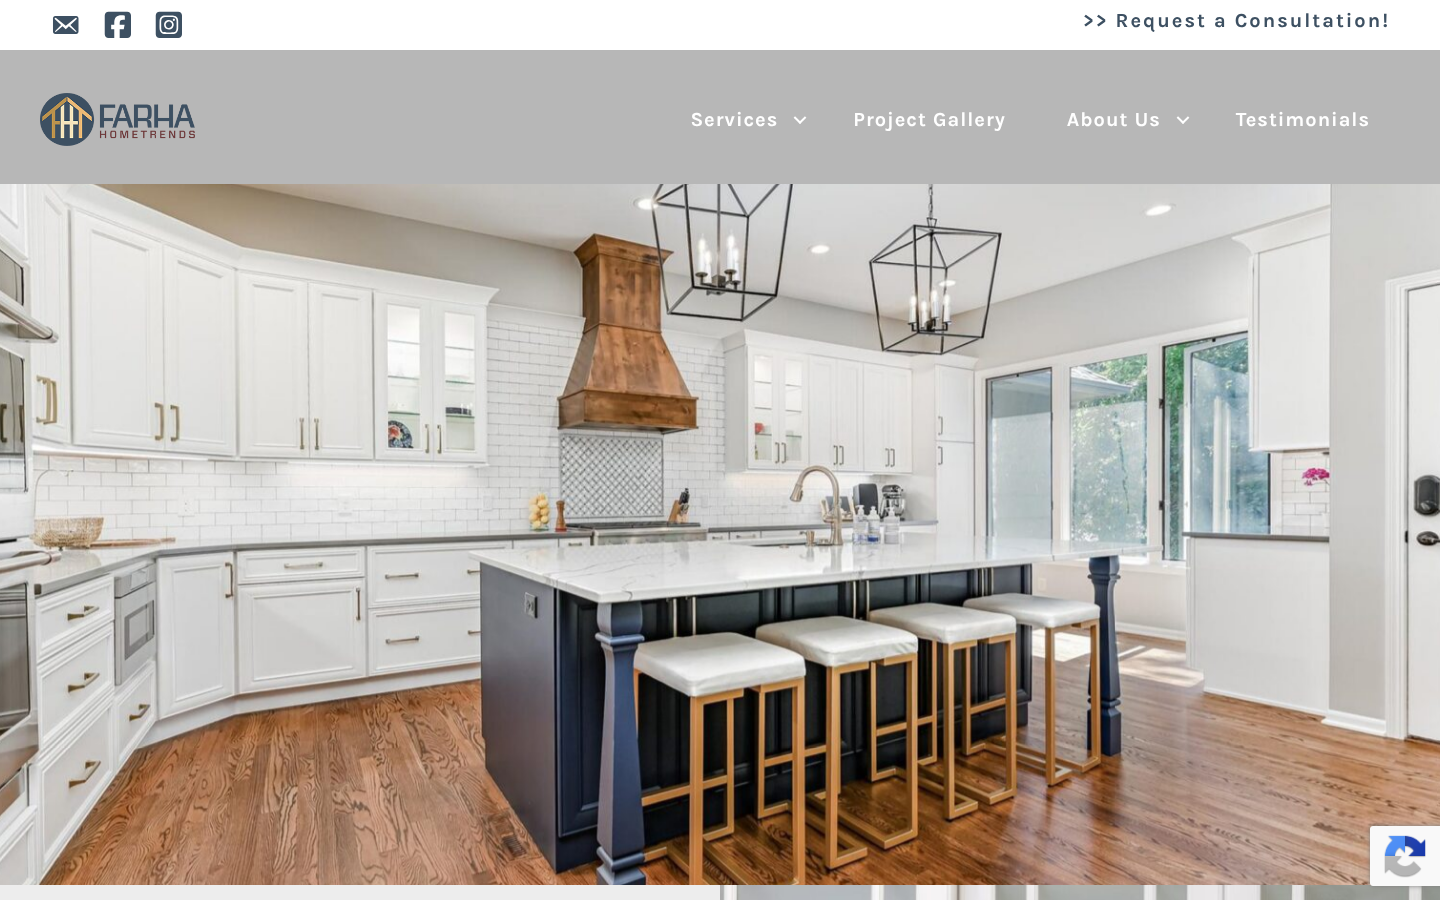 >> Request a Consultation!
FARHA
HOMETRENDS
Services
Project Gallery
About Us
Testimonials